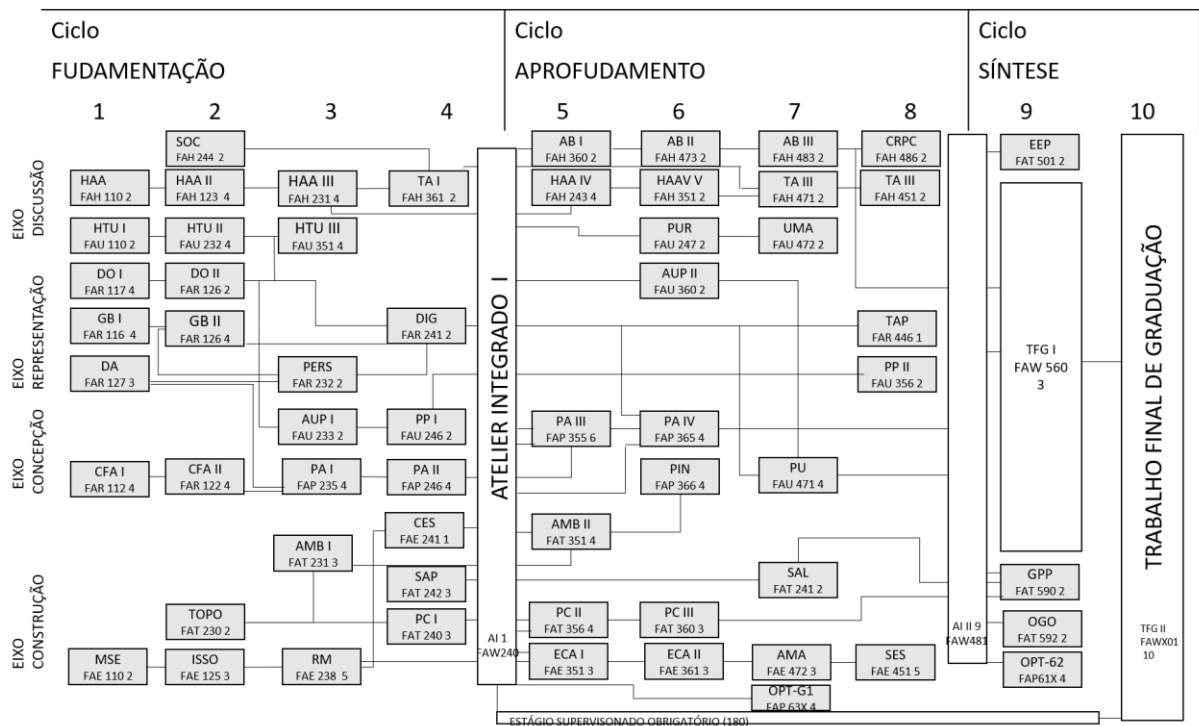 Ciclo
FUDAMENTAÇÃO
Ciclo
APROFUDAMENTO
Ciclo
SÍNTESE
1
2
3
4
5
6
7
8
9
10
EIXO
DISCUSSÃO
SOC
FAH 244 2
AB I
FAH 360 2
AB II
FAH 473 2
AB III
FAH 483 2
CRPC
FAH 486 2
EEP
FAT 501 2
HAA
FAH 110 2
HAA II
FAH 123 4
HAA III
FAH 231 4
TA I
FAH 361 2
HAA IV
FAH 243 4
HAAV V
FAH 351 2
TA III
FAH 471 2
TA III
FAH 451 2
HTU I
FAU 110 2
HTU II
FAU 232 4
HTU III
FAU 351 4
PUR
FAU 247 2
UMA
FAU 472 2
EIXO
REPRESENTAÇÃO
DO I
FAR 117 4
DO II
FAR 126 2
AUP II
FAU 360 2
GB I
FAR 116 4
GB II
FAR 126 4
DIG
FAR 241 2
TAP
FAR 446 1
DA
FAR 127 3
PERS
FAR 232 2
PP II
FAU 356 2
TFG I
FAW 560
3
EIXO
CONCEPÇÃO
AUP I
FAU 233 2
PP I
FAU 246 2
PA III
FAP 355 6
PA IV
FAP 365 4
CFA I
FAR 112 4
CFA II
FAR 122 4
PA I
FAP 235 4
PA II
FAP 246 4
PIN
FAP 366 4
PU
FAU 471 4
EIXO
CONSTRUÇÃO
CES
FAE 241 1
AMB II
FAT 351 4
AMB I
FAT 231 3
SAP
FAT 242 3
SAL
FAT 241 2
GPP
FAT 590 2
TOPO
FAT 230 2
PC I
FAT 240 3
PC II
FAT 356 4
PC III
FAT 360 3
OGO
FAT 592 2
MSE
FAE 110 2
ISSO
FAE 125 3
RM
FAE 238 5
ECA I
FAE 351 3
ECA II
FAE 361 3
AMA
FAE 472 3
SES
FAE 451 5
OPT-62
FAP61X 4
OPT-G1
FAP 63X 4
ATELIER INTEGRADO I
AI 1
FAW240
AI II 9
FAW481
TRABALHO FINAL DE GRADUAÇÃO
TFG II
FAWX01
10
ESTÁGIO SUPERVISONADO OBRIGATÓRIO (180)